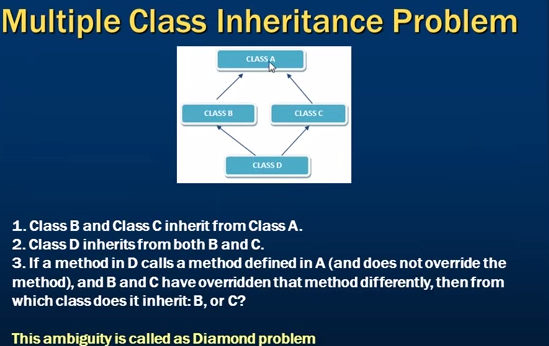 Multiple Class Inheritance Problem
CLASS A
CLASS B
CLASS C
CLASS D
1. Class B and Class C inherit from Class A.
2. Class D inherits from both B and C.
3. If a method in D calls a method defined in A (and does not override the
method), and B and C have overridden that method differently, then from
which class does it inherit: B, or C?
This ambiguity is called as Diamond problem